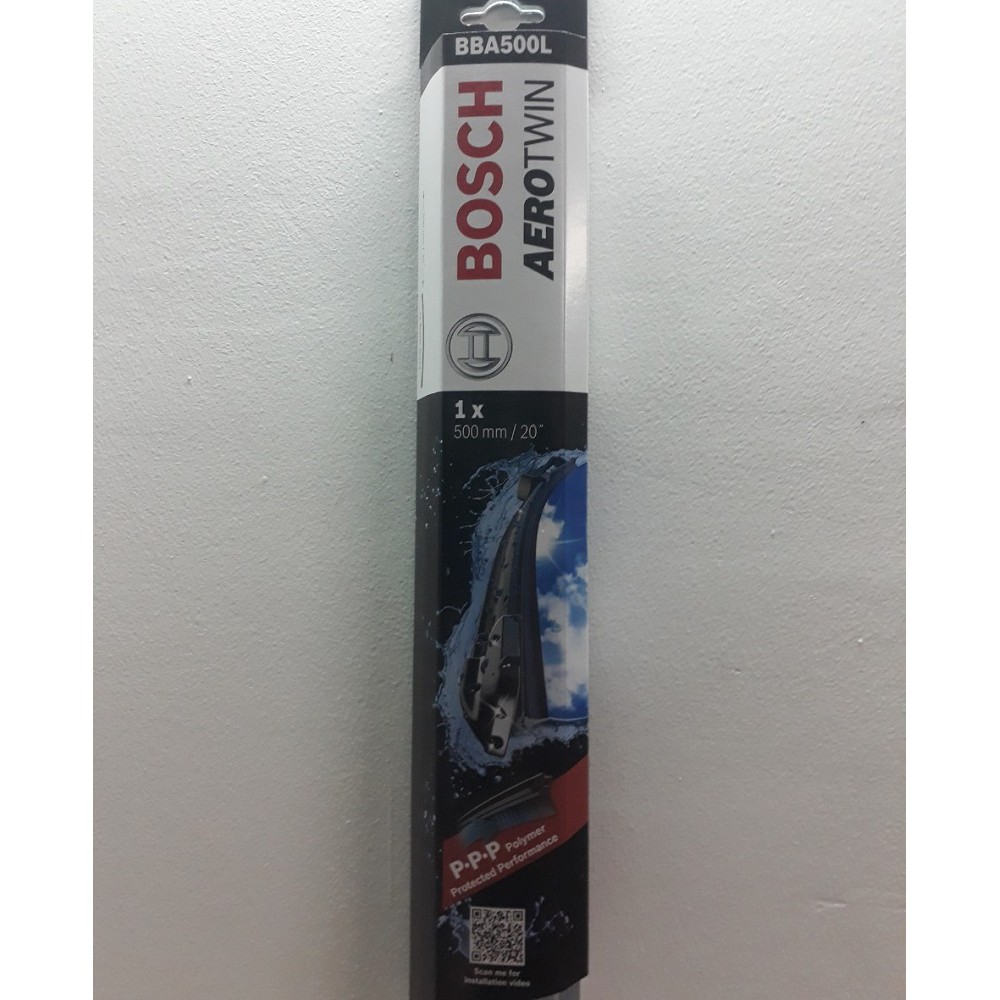 BBA500L
BOSCH
AEROTWIN
1 x
500 mm / 20"
P·P·P Polymer
Protected Performance
Scan me for
installation video